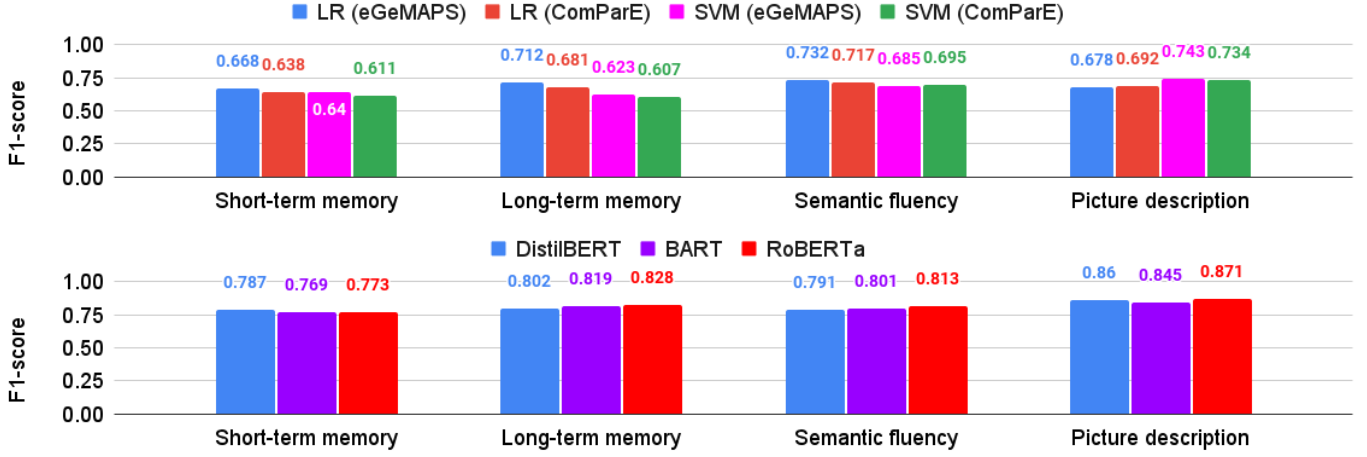 LR (eGeMAPS) LR (ComParE) SVM (eGeMAPS) SVM (ComParE)
F1-score
1.00
0.75
0.50
0.25
0.00
0.668 0.638 0.64 0.611
0.712 0.681 0.623 0.607
0.732 0.717 0.685 0.695
0.678 0.692 0.743 0.734
Short-term memory Long-term memory Semantic fluency Picture description
DistilBERT BART RoBERTa
F1-score
1.00
0.75
0.50
0.25
0.00
0.787 0.769 0.773
0.802 0.819 0.828
0.791 0.801 0.813
0.86 0.845 0.871
Short-term memory Long-term memory Semantic fluency Picture description